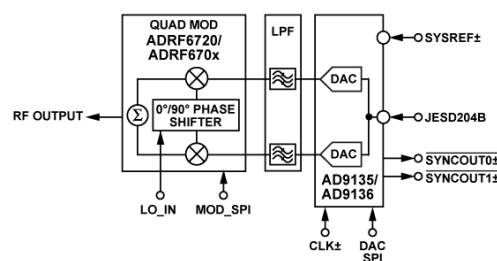 QUAD MOD
ADRF6720/
ADRF670x
LPF
DAC
SYSREF±
Σ
0°/90° PHASE
SHIFTER
RF OUTPUT
JESD204B
DAC
SYNCOUT0±
SYNCOUT1±
AD9135/
AD9136
LO_IN
MOD_SPI
CLK±
DAC
SPI